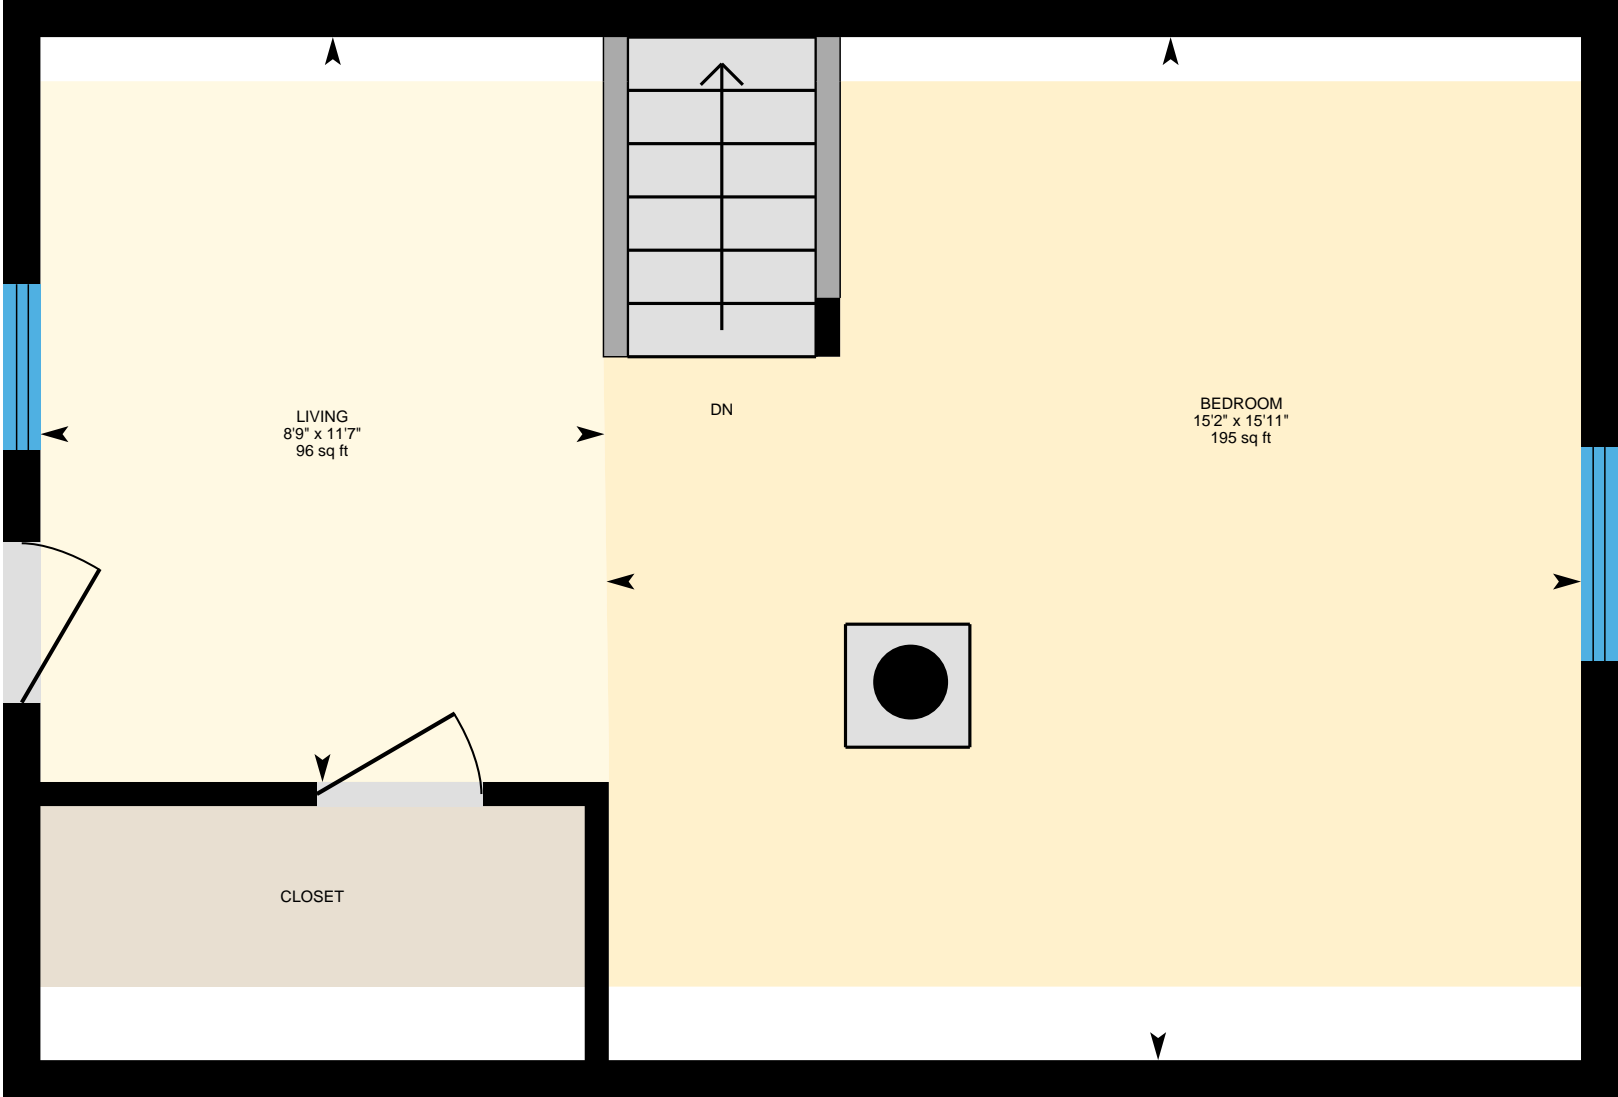 LIVING
8'9" x 11'7"
96 sq ft
DN
BEDROOM
15'2" x 15'11"
195 sq ft
CLOSET